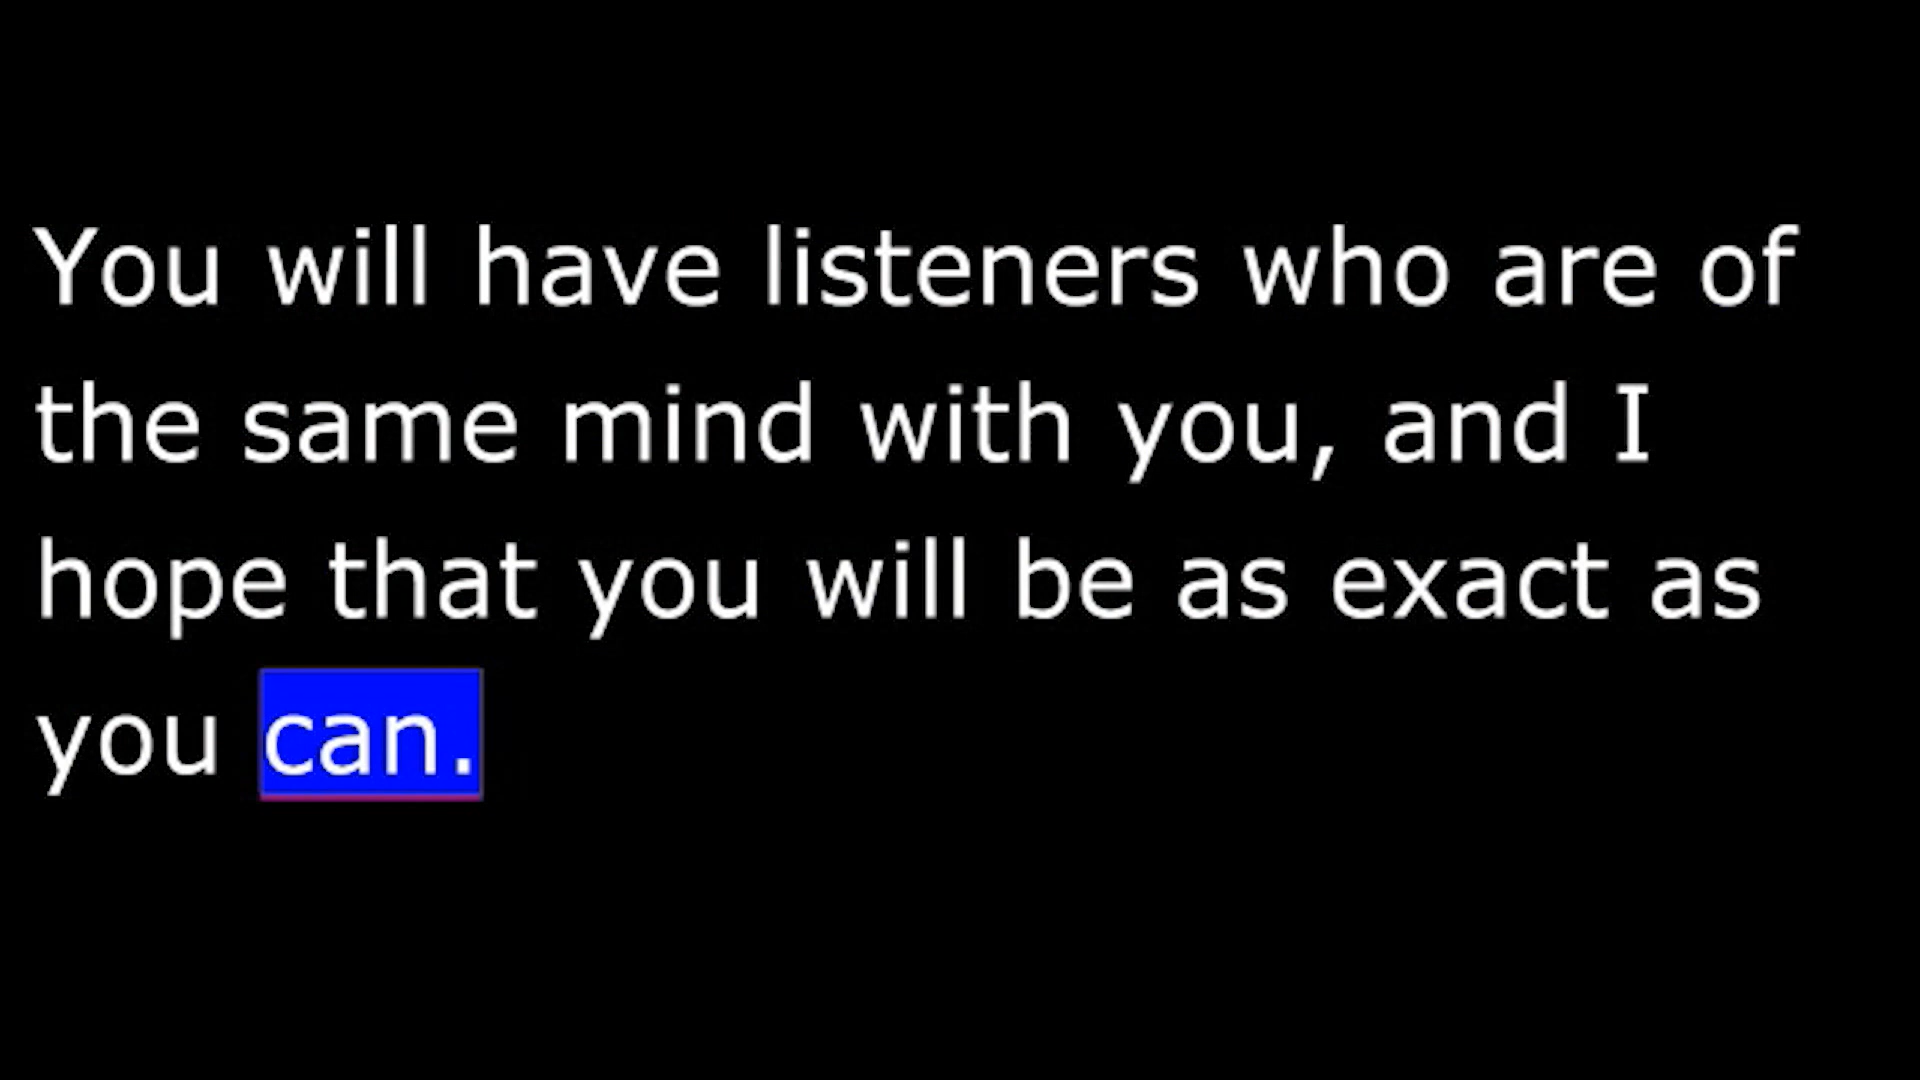 You will have listeners who are of
the same mind with you, and I
hope that you will be as exact as
you can.